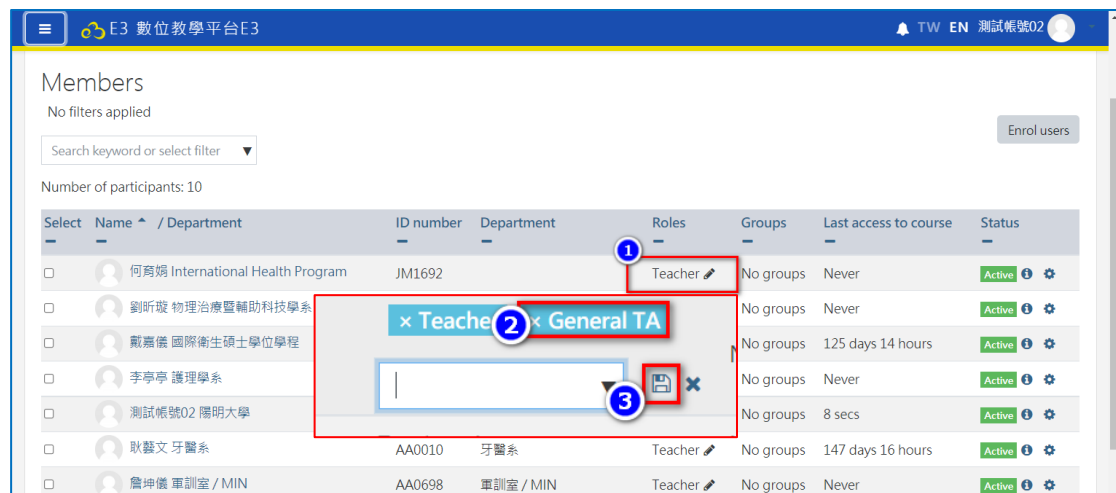 E3 數位教學平台E3 TW EN 測試帳號02
Members
No filters applied
Enrol users
Search keyword or select filter ▼
Number of participants: 10
Select Name / Department ID number Department Roles Groups Last access to course Status
1
何育娟 International Health Program JM1692 Teacher No groups Never Active
劉昕璇 物理治療暨輔助科技學系 No groups Never Active
× Teache 2 × General TA
戴嘉儀 國際衛生碩士學位學程 No groups 125 days 14 hours Active
李亭亭 護理學系 No groups Never Active
3
測試帳號02 陽明大學 No groups 8 secs Active
耿藝文 牙醫系 AA0010 牙醫系 Teacher No groups 147 days 16 hours Active
詹坤儀 軍訓室 / MIN AA0698 軍訓室 / MIN Teacher No groups Never Active